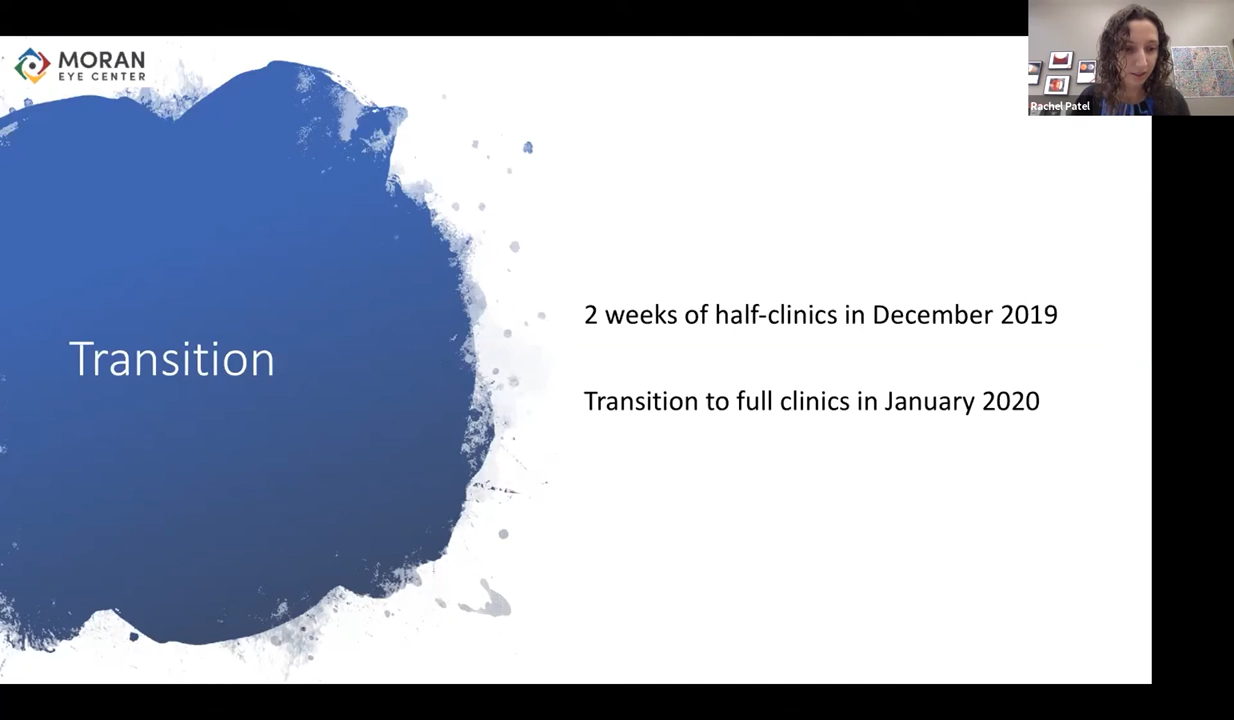 MORAN
EYE CENTER
Rachel Patel
Transition
2 weeks of half-clinics in December 2019
Transition to full clinics in January 2020